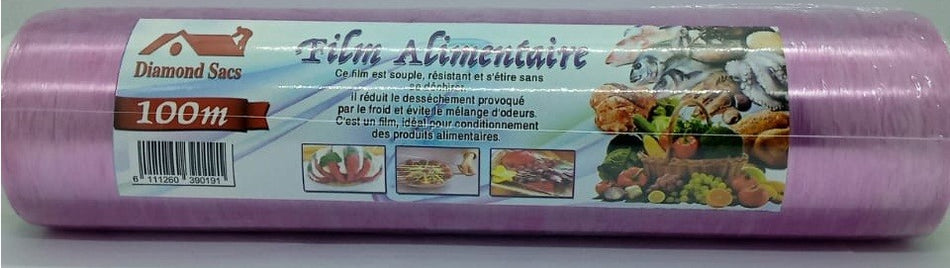 Film Alimentaire
Diamond Sacs
100m
Ce film est souple, résistant et s'étire sans
se déchirer.
il réduit le dessèchement provoqué
par le froid et évite le mélange d'odeurs.
C'est un film, idéal pour conditionnement
des produits alimentaires.
6 111260 390191